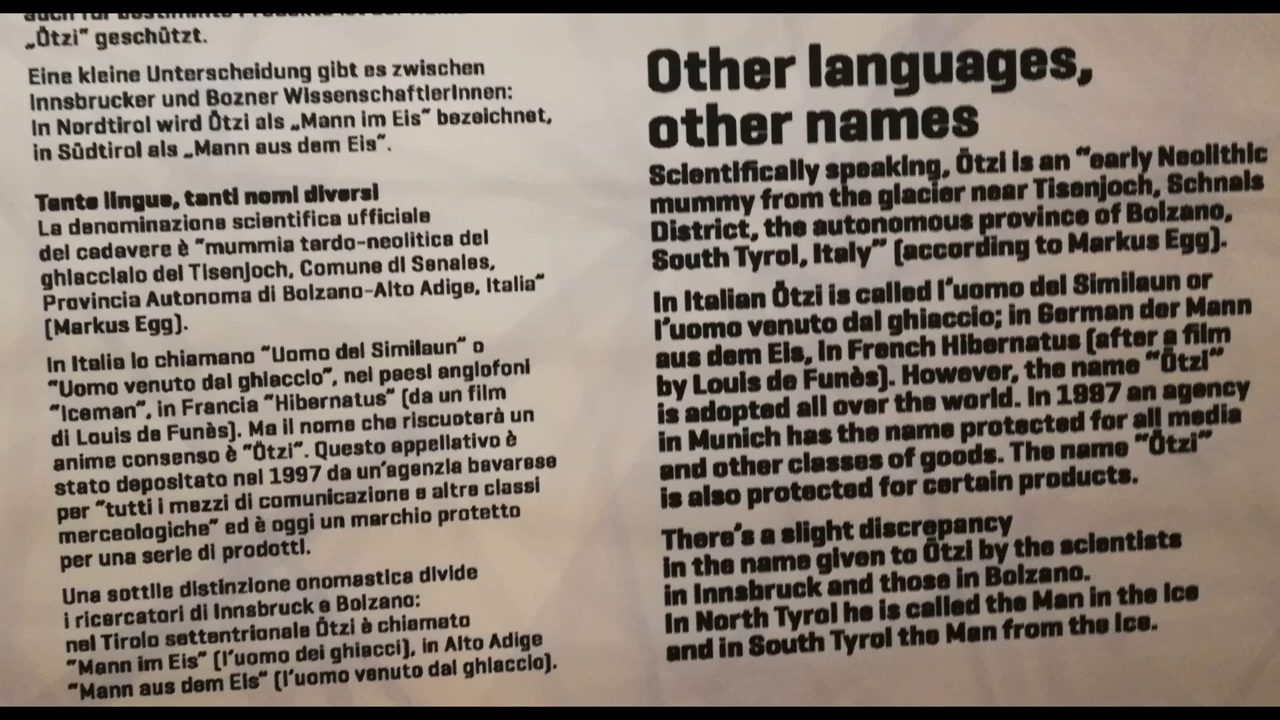 auch für bestimmte Produkte ist der Name
„Ötzi“ geschützt.
Eine kleine Unterscheidung gibt es zwischen
Innsbrucker und Bozner WissenschaftlerInnen:
In Nordtirol wird Ötzi als „Mann im Eis“ bezeichnet,
in Südtirol als „Mann aus dem Eis“.
Tante lingue, tanti nomi diversi
La denominazione scientifica ufficiale
del cadavere è "mummia tardo-neolitica del
ghiacciaio del Tisenjoch, Comune di Senales,
Provincia Autonoma di Bolzano-Alto Adige, Italia"
(Markus Egg).
In Italia lo chiamano "Uomo del Similaun" o
"Uomo venuto dal ghiaccio", nei paesi anglofoni
"Iceman", in Francia "Hibernatus" (da un film
di Louis de Funès). Ma il nome che riscuoterà un
anime consenso è "Ötzi". Questo appellativo è
stato depositato nel 1997 da un'agenzia bavarese
per "tutti i mezzi di comunicazione e altre classi
merceologiche" ed è oggi un marchio protetto
per una serie di prodotti.
Una sottile distinzione onomastica divide
i ricercatori di Innsbruck e Bolzano:
nel Tirolo settentrionale Ötzi è chiamato
"Mann im Eis" (l'uomo dei ghiacci), in Alto Adige
"Mann aus dem Eis" (l'uomo venuto dal ghiaccio).
Other languages,
other names
Scientifically speaking, Ötzi is an "early Neolithic
mummy from the glacier near Tisenjoch, Schnals
District, the autonomous province of Bolzano,
South Tyrol, Italy" (according to Markus Egg).
In Italian Ötzi is called l'uomo del Similaun or
l'uomo venuto dal ghiaccio; in German der Mann
aus dem Eis, in French Hibernatus (after a film
by Louis de Funès). However, the name "Ötzi"
is adopted all over the world. In 1997 an agency
in Munich has the name protected for all media
and other classes of goods. The name "Ötzi"
is also protected for certain products.
There's a slight discrepancy
in the name given to Ötzi by the scientists
in Innsbruck and those in Bolzano.
In North Tyrol he is called the Man in the Ice
and in South Tyrol the Man from the Ice.